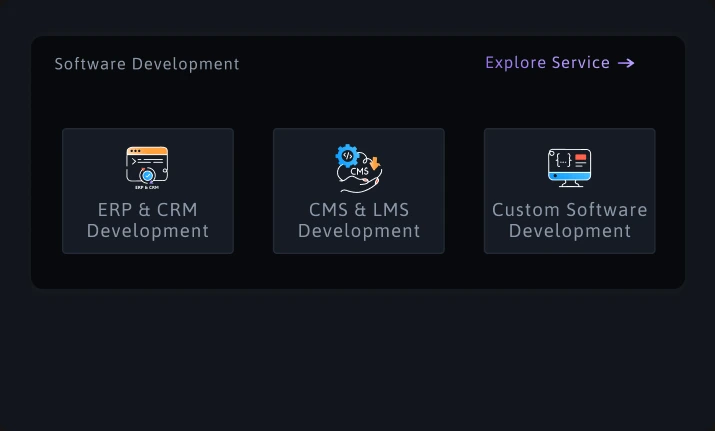 Software Development
Explore Service →
ERP & CRM
ERP & CRM
Development
CMS
CMS & LMS
Development
{...}
Custom Software
Development